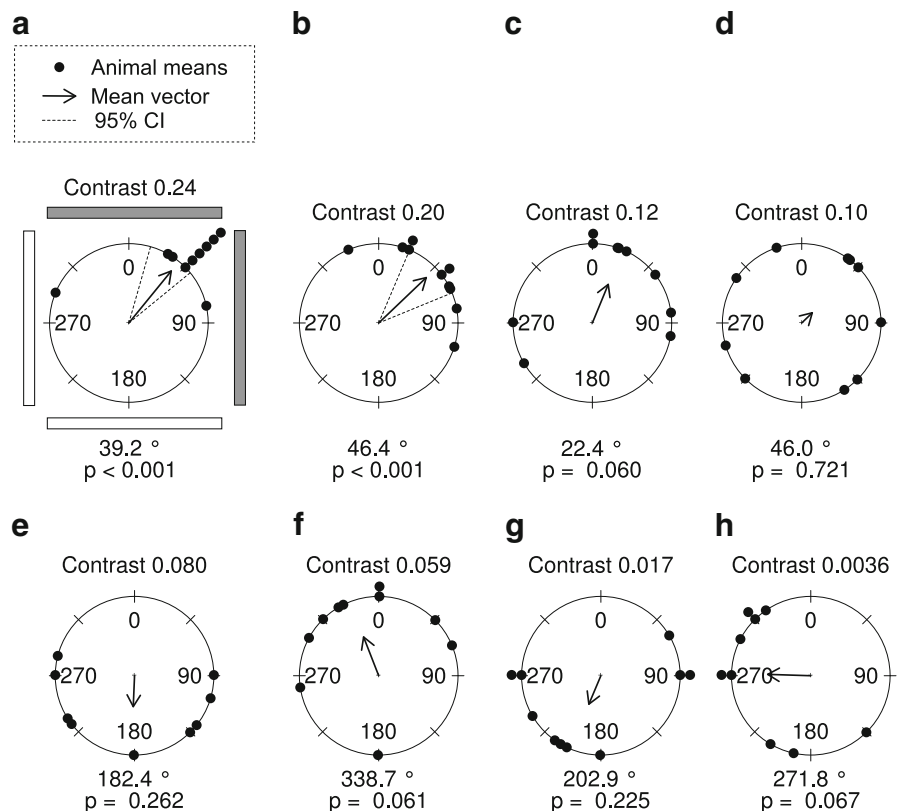 a b c d
Animal means
Mean vector
95% CI
Contrast 0.24
0
270 90
180
39.2 °
p < 0.001
Contrast 0.20
0
270 90
180
46.4 °
p < 0.001
Contrast 0.12
0
270 90
180
22.4 °
p = 0.060
Contrast 0.10
0
270 90
180
46.0 °
p = 0.721
e f g h
Contrast 0.080
0
270 90
180
182.4 °
p = 0.262
Contrast 0.059
0
270 90
180
338.7 °
p = 0.061
Contrast 0.017
0
270 90
180
202.9 °
p = 0.225
Contrast 0.0036
0
270 90
180
271.8 °
p = 0.067